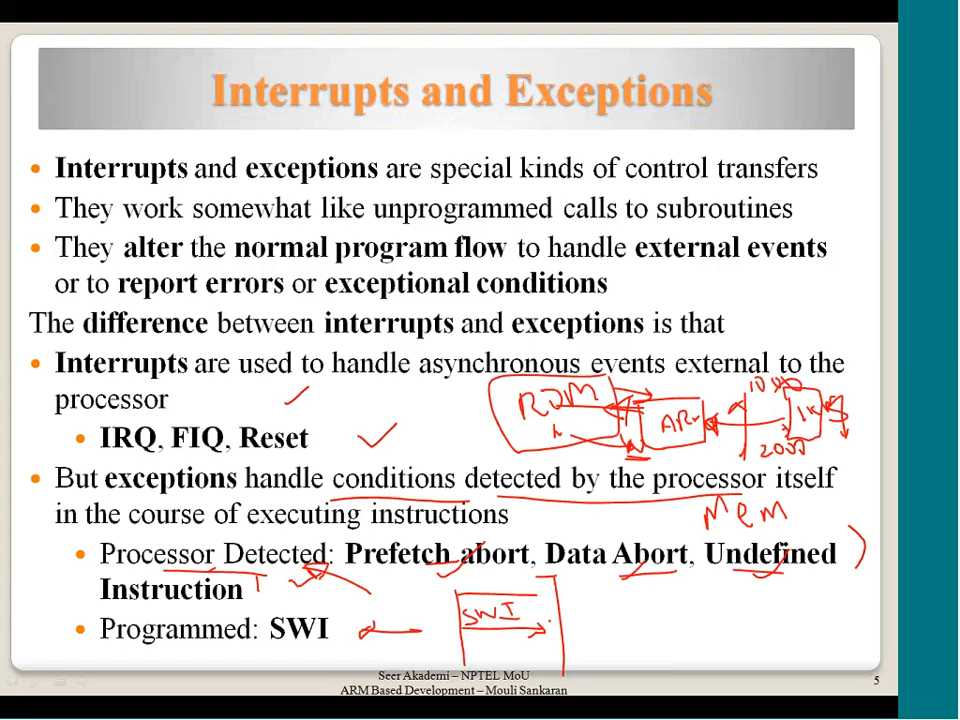 Interrupts and Exceptions
• Interrupts and exceptions are special kinds of control transfers
• They work somewhat like unprogrammed calls to subroutines
• They alter the normal program flow to handle external events
or to report errors or exceptional conditions
The difference between interrupts and exceptions is that
• Interrupts are used to handle asynchronous events external to the
processor
ROM
1K
• IRQ, FIQ, Reset
• But exceptions handle conditions detected by the processor itself
in the course of executing instructions
Mem
• Processor Detected: Prefetch abort, Data Abort, Undefined
Instruction
SWI
• Programmed: SWI
Seer Akademi – NPTEL MoU
ARM Based Development – Mouli Sankaran
5